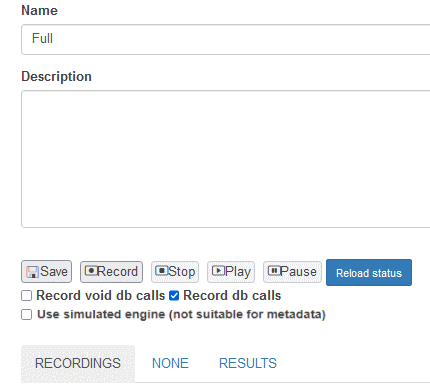 Name
Full
Description
Save Record Stop Play Pause Reload status
Record void db calls Record db calls
Use simulated engine (not suitable for metadata)
RECORDINGS NONE RESULTS